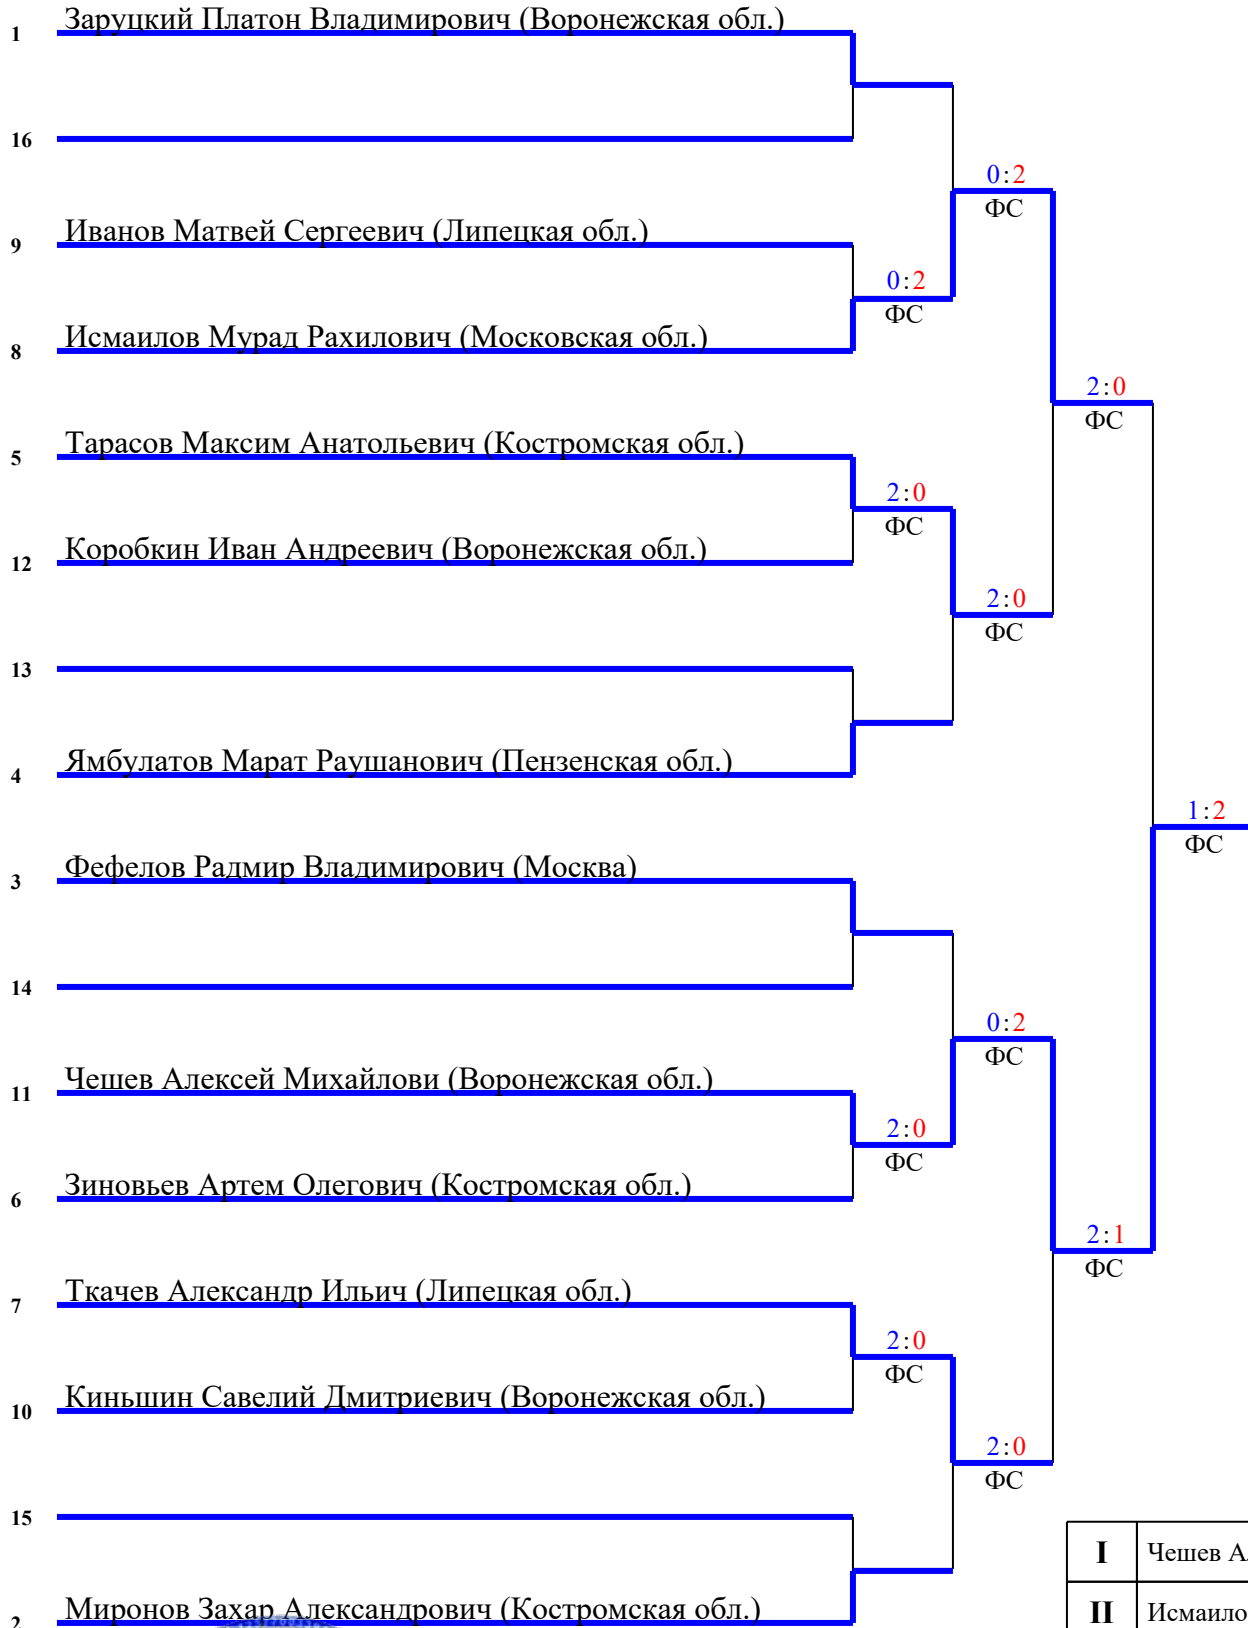 Заруцкий Платон Владимирович (Воронежская обл.)
1
16
0:2
ФС
Иванов Матвей Сергеевич (Липецкая обл.)
9
0:2
ФС
Исмаилов Мурад Рахилович (Московская обл.)
8
2:0
ФС
Тарасов Максим Анатольевич (Костромская обл.)
5
2:0
ФС
Коробкин Иван Андреевич (Воронежская обл.)
12
2:0
ФС
13
Ямбулатов Марат Раушанович (Пензенская обл.)
4
1:2
ФС
Фефелов Радмир Владимирович (Москва)
3
14
0:2
ФС
Чешев Алексей Михайлови (Воронежская обл.)
11
2:0
ФС
Зиновьев Артем Олегович (Костромская обл.)
6
2:1
ФС
Ткачев Александр Ильич (Липецкая обл.)
7
2:0
ФС
Киньшин Савелий Дмитриевич (Воронежская обл.)
10
2:0
ФС
15
I Чешев А
Миронов Захар Александрович (Костромская обл.)
2
II Исмаило